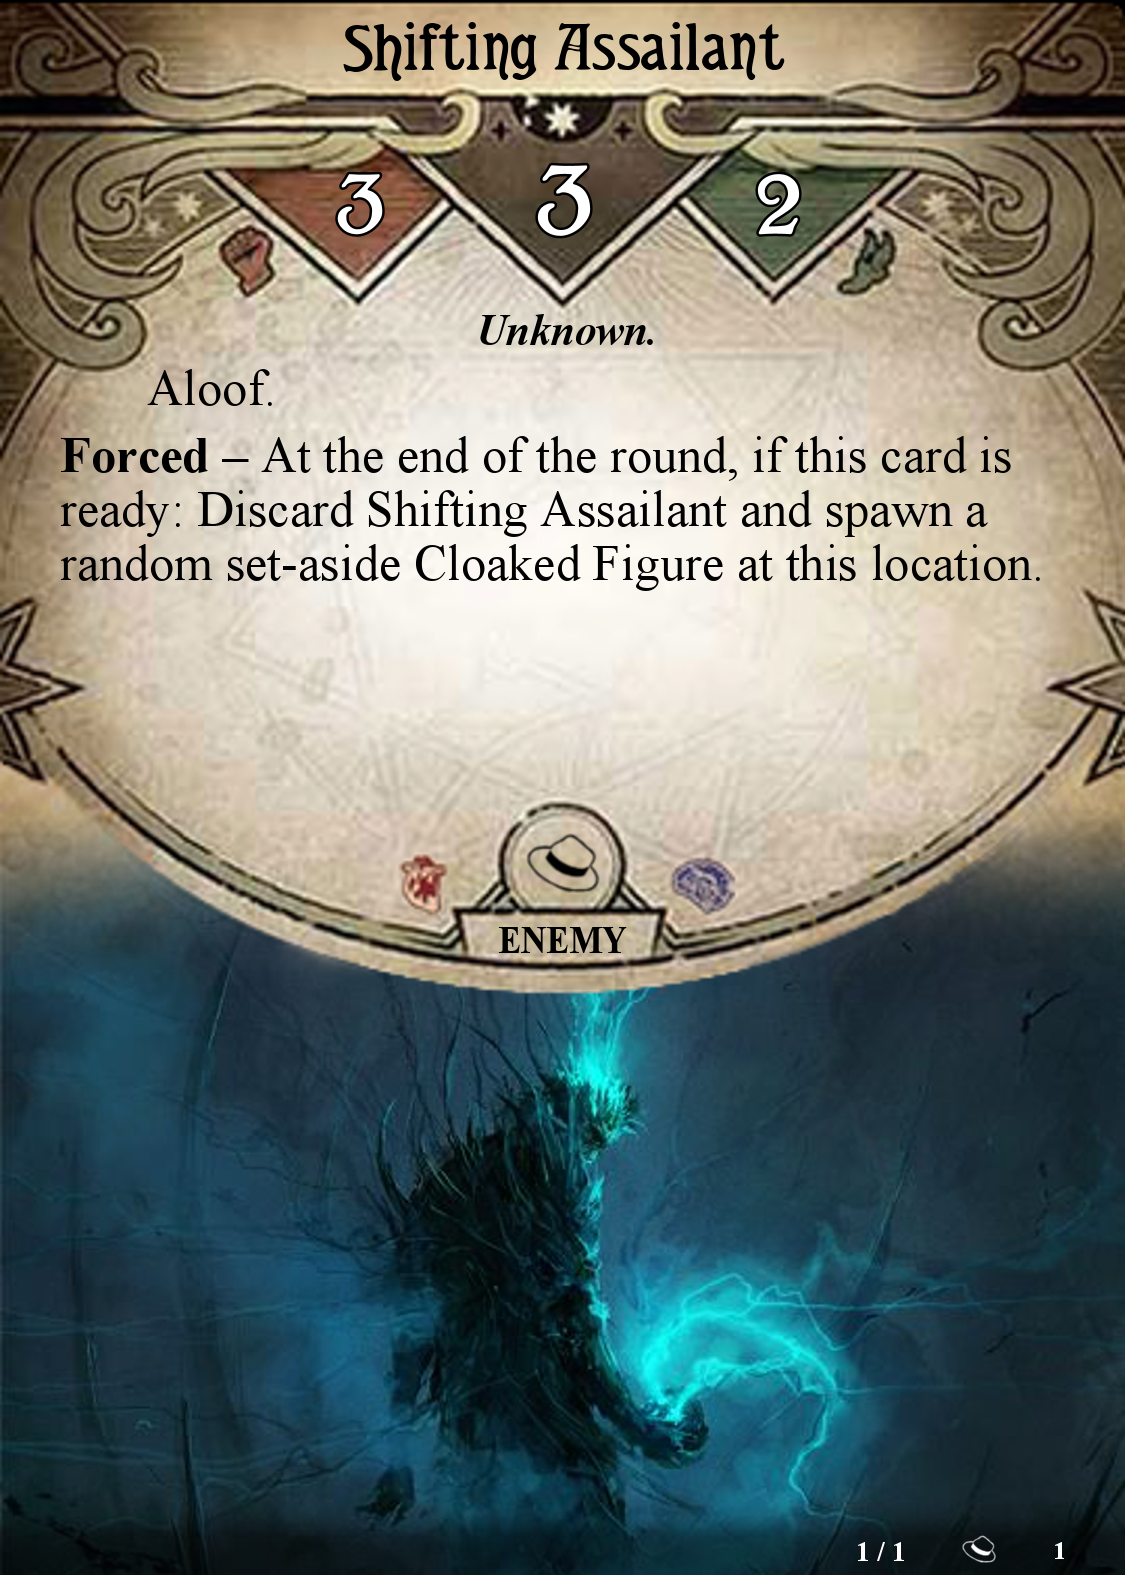 Shifting Assailant
3 3 2
Unknown.
Aloof.
Forced – At the end of the round, if this card is
ready: Discard Shifting Assailant and spawn a
random set-aside Cloaked Figure at this location.
ENEMY
1 / 1 1